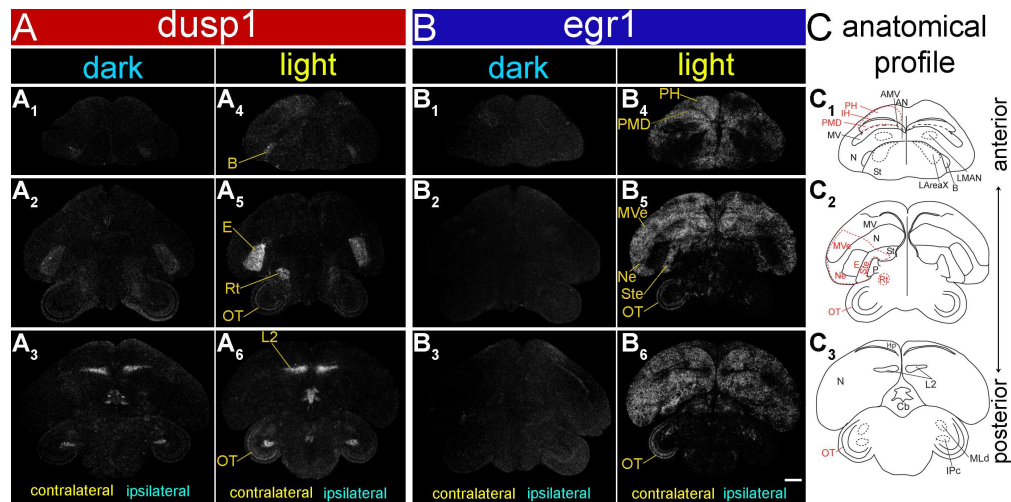 A dusp1 B egr1 C anatomical profile
dark light dark light
A1 A4 B1 B4 C1
B
PH
PMD
PH
IH
PMD
MV
N
St
AMV
AN
LMAN
B
LAreaX
anterior
A2 A5 B2 B5 C2
E
Rt
OT
MVe
Ne
Ste
OT
MV
N
MVe
St
E
Ste
P
Ne
Rt
OT
A3 A6 B3 B6 C3
L2
OT
OT
Hp
N
L2
Cb
OT
MLd
IPc
posterior
contralateral ipsilateral contralateral ipsilateral contralateral ipsilateral